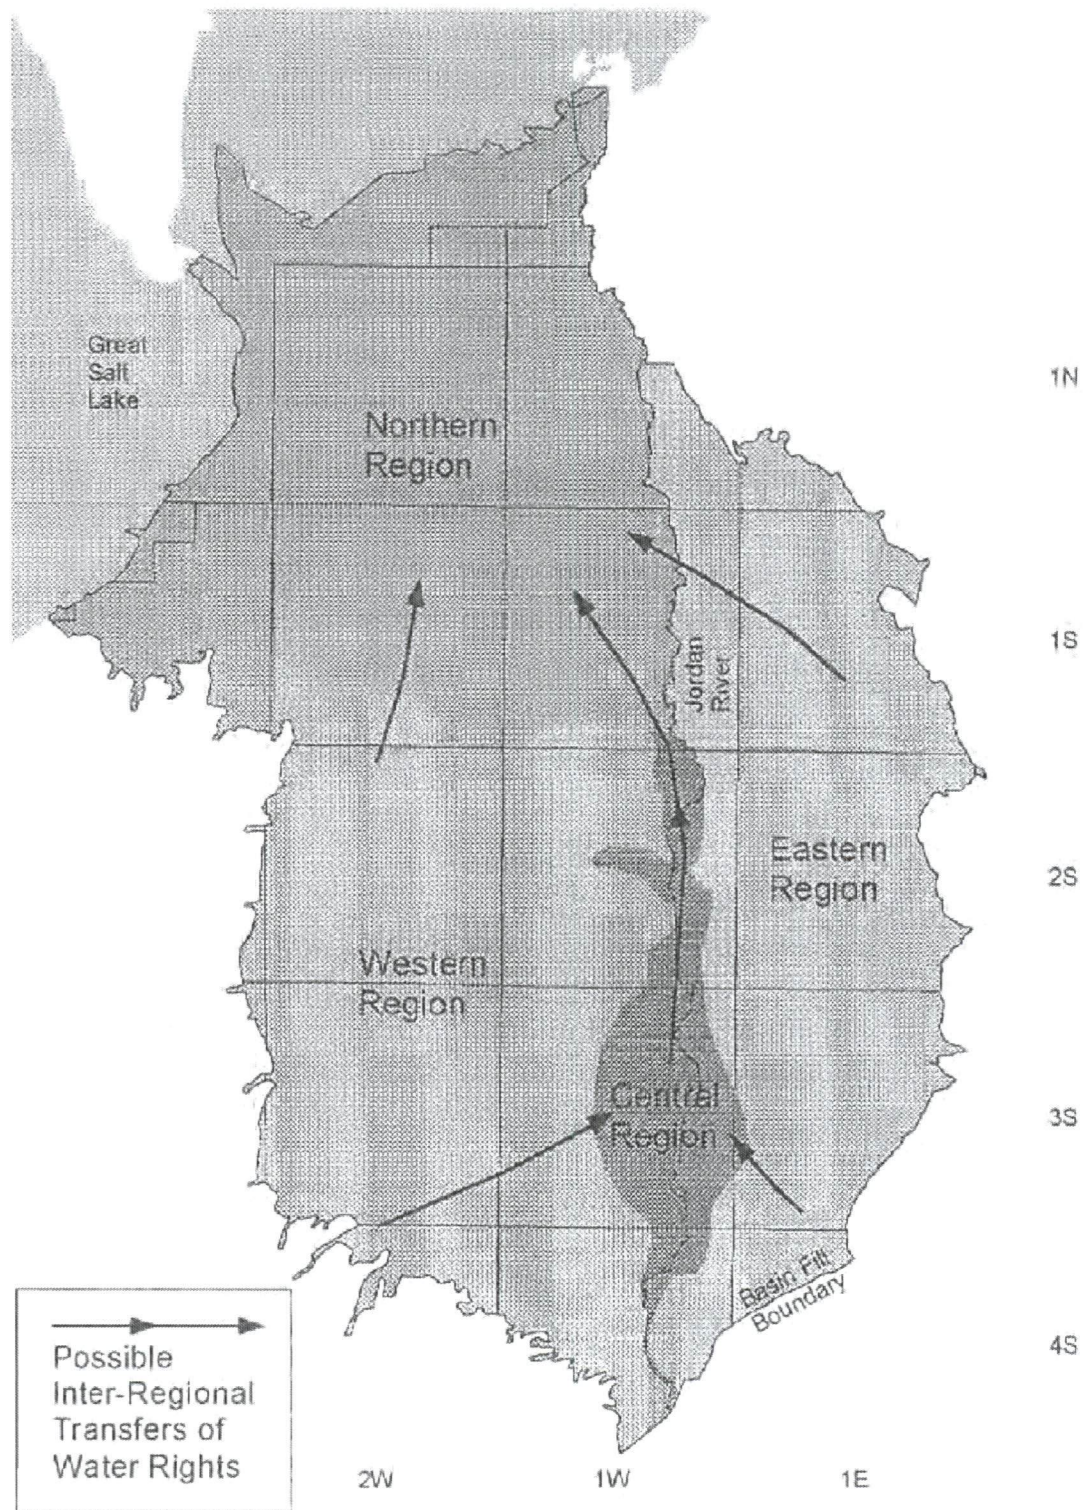 Great
Salt
Lake
1N
Northern
Region
1S
Jordan
River
Eastern
Region
2S
Western
Region
Central
Region
3S
Basin Fill
Boundary
4S
Possible
Inter-Regional
Transfers of
Water Rights
2W
1W
1E